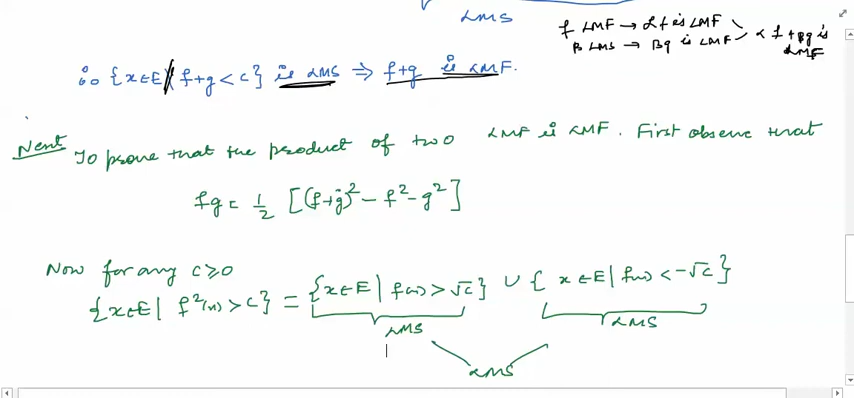 LMS
f LMF → αf is LMF
β LMS → βg is LMF
α f + βg is LMF
∴ {x∈E | f+g < c} is LMS ⇒ f+g is LMF.
Next To prove that the product of two LMF is LMF. First observe that
fg = 1/2 [(f+g)² - f² - g²]
Now for any c ≥ 0
{x∈E | f²(x) > c} = {x∈E | f(x) > √c} ∪ { x∈E | f(x) < -√c}
LMS LMS
LMS